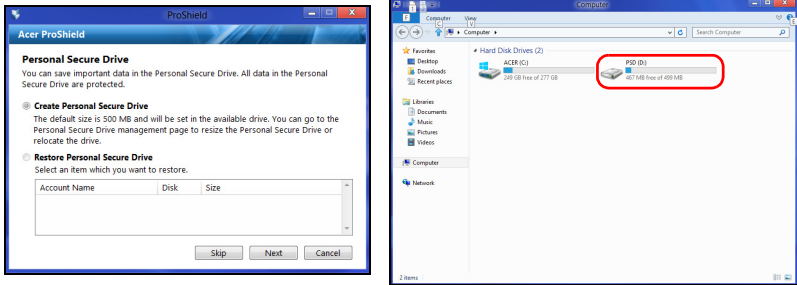 ProShield
Acer ProShield
Personal Secure Drive
You can save important data in the Personal Secure Drive. All data in the Personal
Secure Drive are protected.
Create Personal Secure Drive
The default size is 500 MB and will be set in the available drive. You can go to the
Personal Secure Drive management page to resize the Personal Secure Drive or
relocate the drive.
Restore Personal Secure Drive
Select an item which you want to restore.
Account Name Disk Size
Skip Next Cancel
Computer
1
F Computer View
C V E
Computer
Search Computer
Favorites
Desktop
Downloads
Recent places
Libraries
Documents
Music
Pictures
Videos
Computer
Network
Hard Disk Drives (2)
ACER (C:)
249 GB free of 277 GB
PSD (D:)
467 MB free of 499 MB
2 items